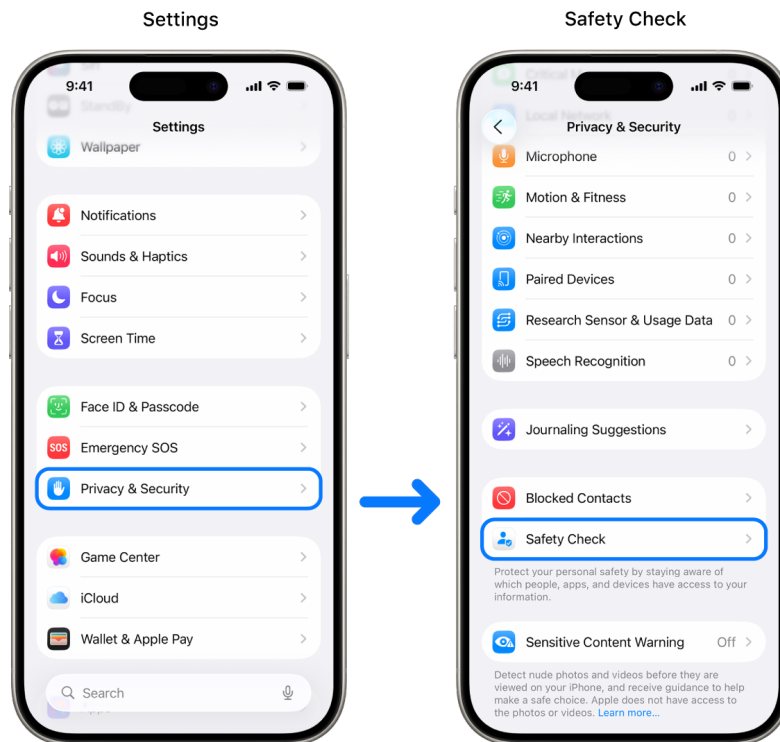 Settings
Safety Check
9:41
StandBy
Settings
Wallpaper
Notifications
Sounds & Haptics
Focus
Screen Time
Face ID & Passcode
SOS
Emergency SOS
Privacy & Security
Game Center
iCloud
Wallet & Apple Pay
Search
9:41
Local Network
Privacy & Security
Microphone 0
Motion & Fitness 0
Nearby Interactions 0
Paired Devices 0
Research Sensor & Usage Data 0
Speech Recognition 0
Journaling Suggestions
Blocked Contacts
Safety Check
Protect your personal safety by staying aware of
which people, apps, and devices have access to your
information.
Sensitive Content Warning Off
Detect nude photos and videos before they are
viewed on your iPhone, and receive guidance to help
make a safe choice. Apple does not have access to
the photos or videos. Learn more...